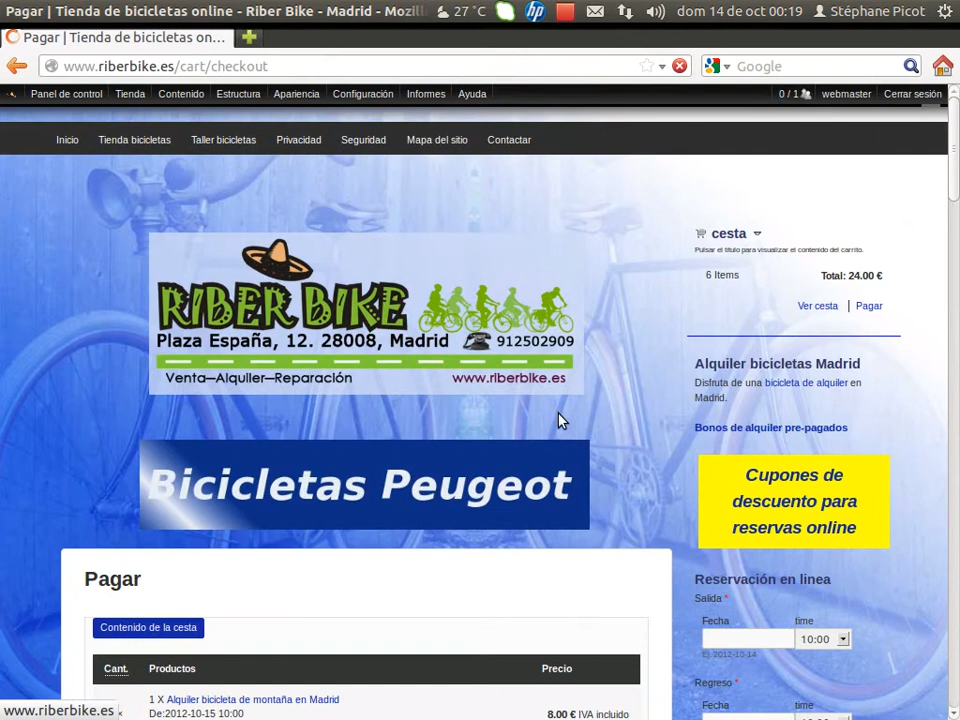 Pagar | Tienda de bicicletas online - Riber Bike - Madrid - Mozil
27 °C
hp
dom 14 de oct 00:19
Stéphane Picot
Pagar | Tienda de bicicletas on...
www.riberbike.es/cart/checkout
Google
Panel de control
Tienda
Contenido
Estructura
Apariencia
Configuración
Informes
Ayuda
0 / 1
webmaster
Cerrar sesión
Inicio
Tienda bicicletas
Taller bicicletas
Privacidad
Seguridad
Mapa del sitio
Contactar
RIBER BIKE
Plaza España, 12. 28008, Madrid
912502909
Venta—Alquiler—Reparación
www.riberbike.es
cesta
Pulsar el título para visualizar el contenido del carrito.
6 Items
Total: 24.00 €
Ver cesta | Pagar
Alquiler bicicletas Madrid
Disfruta de una bicicleta de alquiler en
Madrid.
Bonos de alquiler pre-pagados
Bicicletas Peugeot
Cupones de
descuento para
reservas online
Pagar
Contenido de la cesta
Cant.
Productos
Precio
1 X Alquiler bicicleta de montaña en Madrid
De:2012-10-15 10:00
8.00 € IVA incluido
Reservación en linea
Salida *
Fecha
time
10:00
Ej: 2012-10-14
Regreso *
Fecha
time
www.riberbike.es